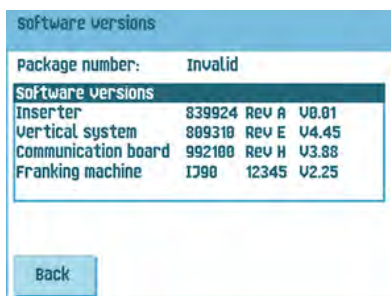 Software versions
Package number: Invalid
Software versions
Inserter 839924 Rev A V0.01
Vertical system 809310 Rev E V4.45
Communication board 992100 Rev H V3.88
Franking machine IJ90 12345 V2.25
Back